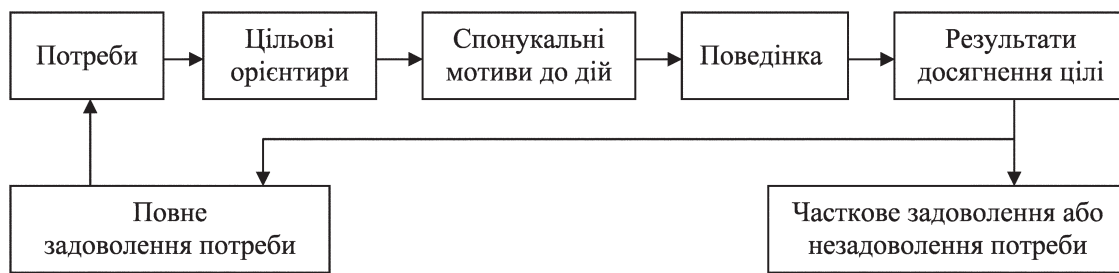 Потреби
Цільові
орієнтири
Спонукальні
мотиви до дій
Поведінка
Результати
досягнення цілі
Повне
задоволення потреби
Часткове задоволення або
незадоволення потреби